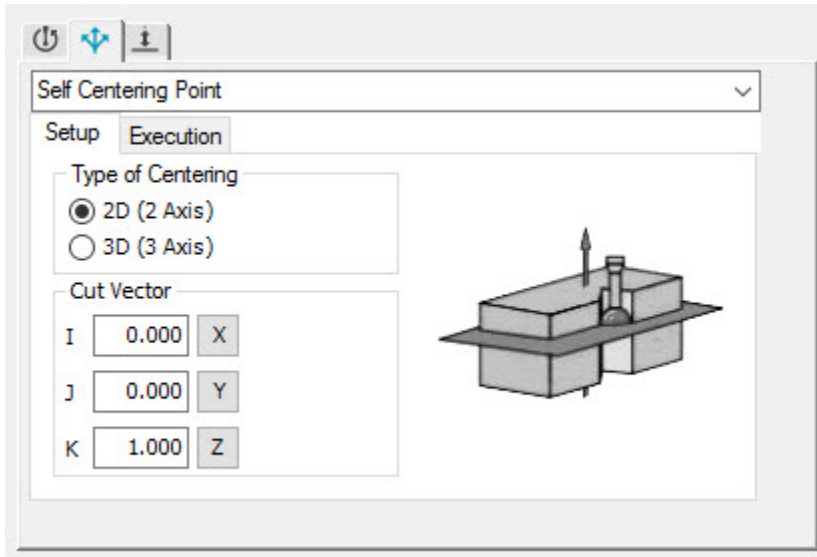 Self Centering Point
Setup Execution
Type of Centering
2D (2 Axis)
3D (3 Axis)
Cut Vector
I 0.000 X
J 0.000 Y
K 1.000 Z